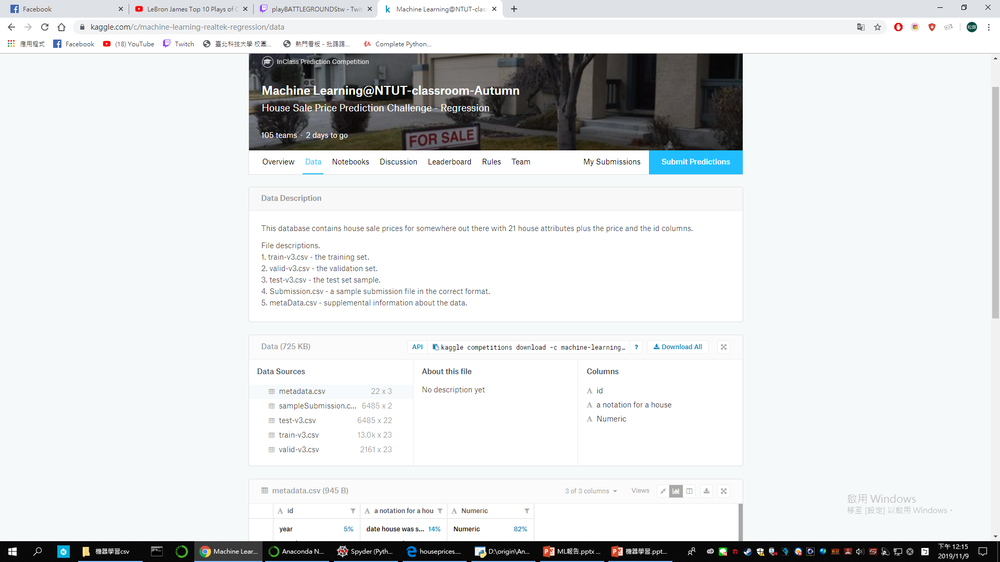 Facebook
LeBron James Top 10 Plays of C
playBATTLEGROUNDStw - Twit
Machine Learning@NTUT-class
kaggle.com/c/machine-learning-realtek-regression/data
應用程式
Facebook
(18) YouTube
Twitch
臺北科技大學 校園...
熱門看板 - 批踢踢...
Complete Python...
InClass Prediction Competition
Machine Learning@NTUT-classroom-Autumn
House Sale Price Prediction Challenge - Regression
105 teams · 2 days to go
FOR SALE
Overview
Data
Notebooks
Discussion
Leaderboard
Rules
Team
My Submissions
Submit Predictions
Data Description
This database contains house sale prices for somewhere out there with 21 house attributes plus the price and the id columns.
File descriptions.
1. train-v3.csv - the training set.
2. valid-v3.csv - the validation set.
3. test-v3.csv - the test set sample.
4. Submission.csv - a sample submission file in the correct format.
5. metaData.csv - supplemental information about the data.
Data (725 KB)
API
kaggle competitions download -c machine-learning…
?
Download All
Data Sources
metadata.csv 22 x 3
sampleSubmission.c... 6485 x 2
test-v3.csv 6485 x 22
train-v3.csv 13.0k x 23
valid-v3.csv 2161 x 23
About this file
No description yet
Columns
A id
A a notation for a house
A Numeric
metadata.csv (945 B)
3 of 3 columns
Views
A id
A a notation for a hou
A Numeric
year 5%
date house was s... 14%
Numeric 82%
啟用 Windows
移至 [設定] 以啟用 Windows。
機器學習csv
Machine Lear...
Anaconda N...
Spyder (Pyth...
houseprices....
D:\origin\An...
ML報告.pptx ...
機器學習.ppt...
下午 12:15
2019/11/9